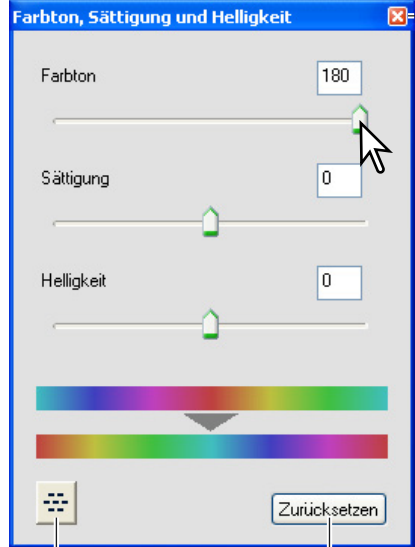 Farbton, Sättigung und Helligkeit
Farbton 180
Sättigung 0
Helligkeit 0
Zurücksetzen